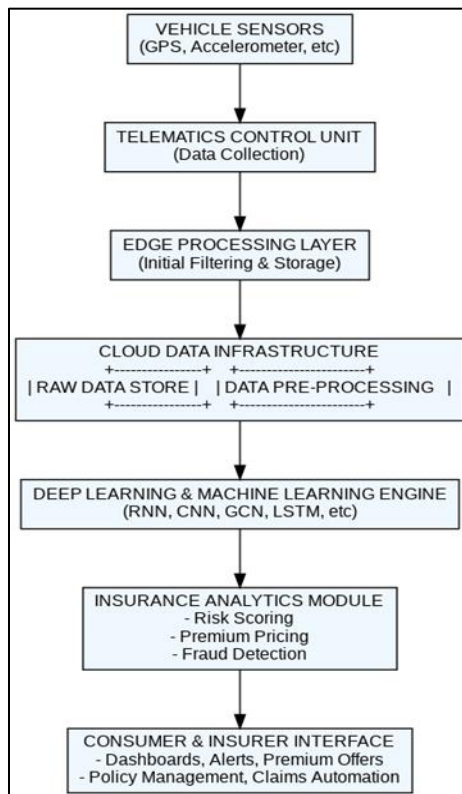 VEHICLE SENSORS
(GPS, Accelerometer, etc)
TELEMATICS CONTROL UNIT
(Data Collection)
EDGE PROCESSING LAYER
(Initial Filtering & Storage)
CLOUD DATA INFRASTRUCTURE
+----------------+ +-----------------------+
| RAW DATA STORE | | DATA PRE-PROCESSING |
+----------------+ +-----------------------+
DEEP LEARNING & MACHINE LEARNING ENGINE
(RNN, CNN, GCN, LSTM, etc)
INSURANCE ANALYTICS MODULE
- Risk Scoring
- Premium Pricing
- Fraud Detection
CONSUMER & INSURER INTERFACE
- Dashboards, Alerts, Premium Offers
- Policy Management, Claims Automation